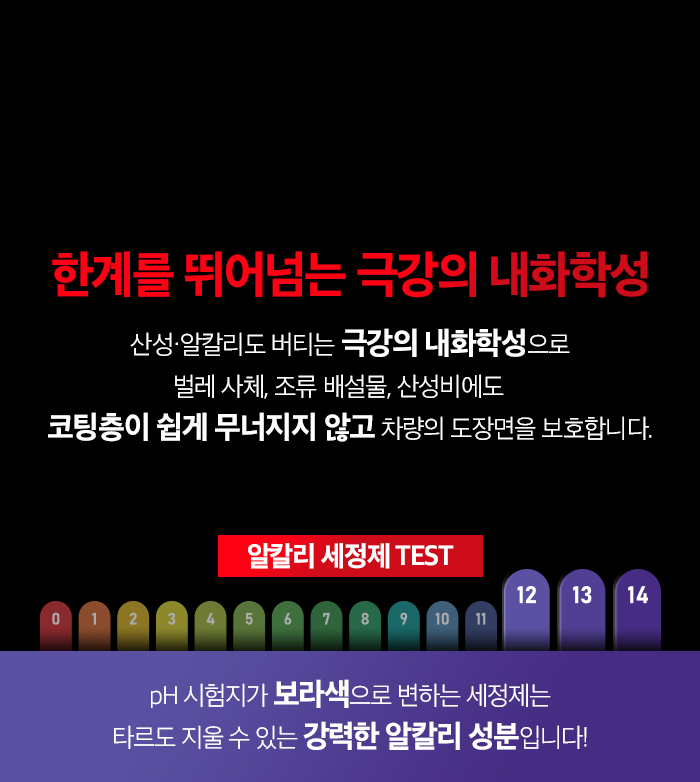 한계를 뛰어넘는 극강의 내화학성
산성·알칼리도 버티는 극강의 내화학성으로
벌레 사체, 조류 배설물, 산성비에도
코팅층이 쉽게 무너지지 않고 차량의 도장면을 보호합니다.
알칼리 세정제 TEST
0 1 2 3 4 5 6 7 8 9 10 11 12 13 14
pH 시험지가 보라색으로 변하는 세정제는
타르도 지울 수 있는 강력한 알칼리 성분입니다!